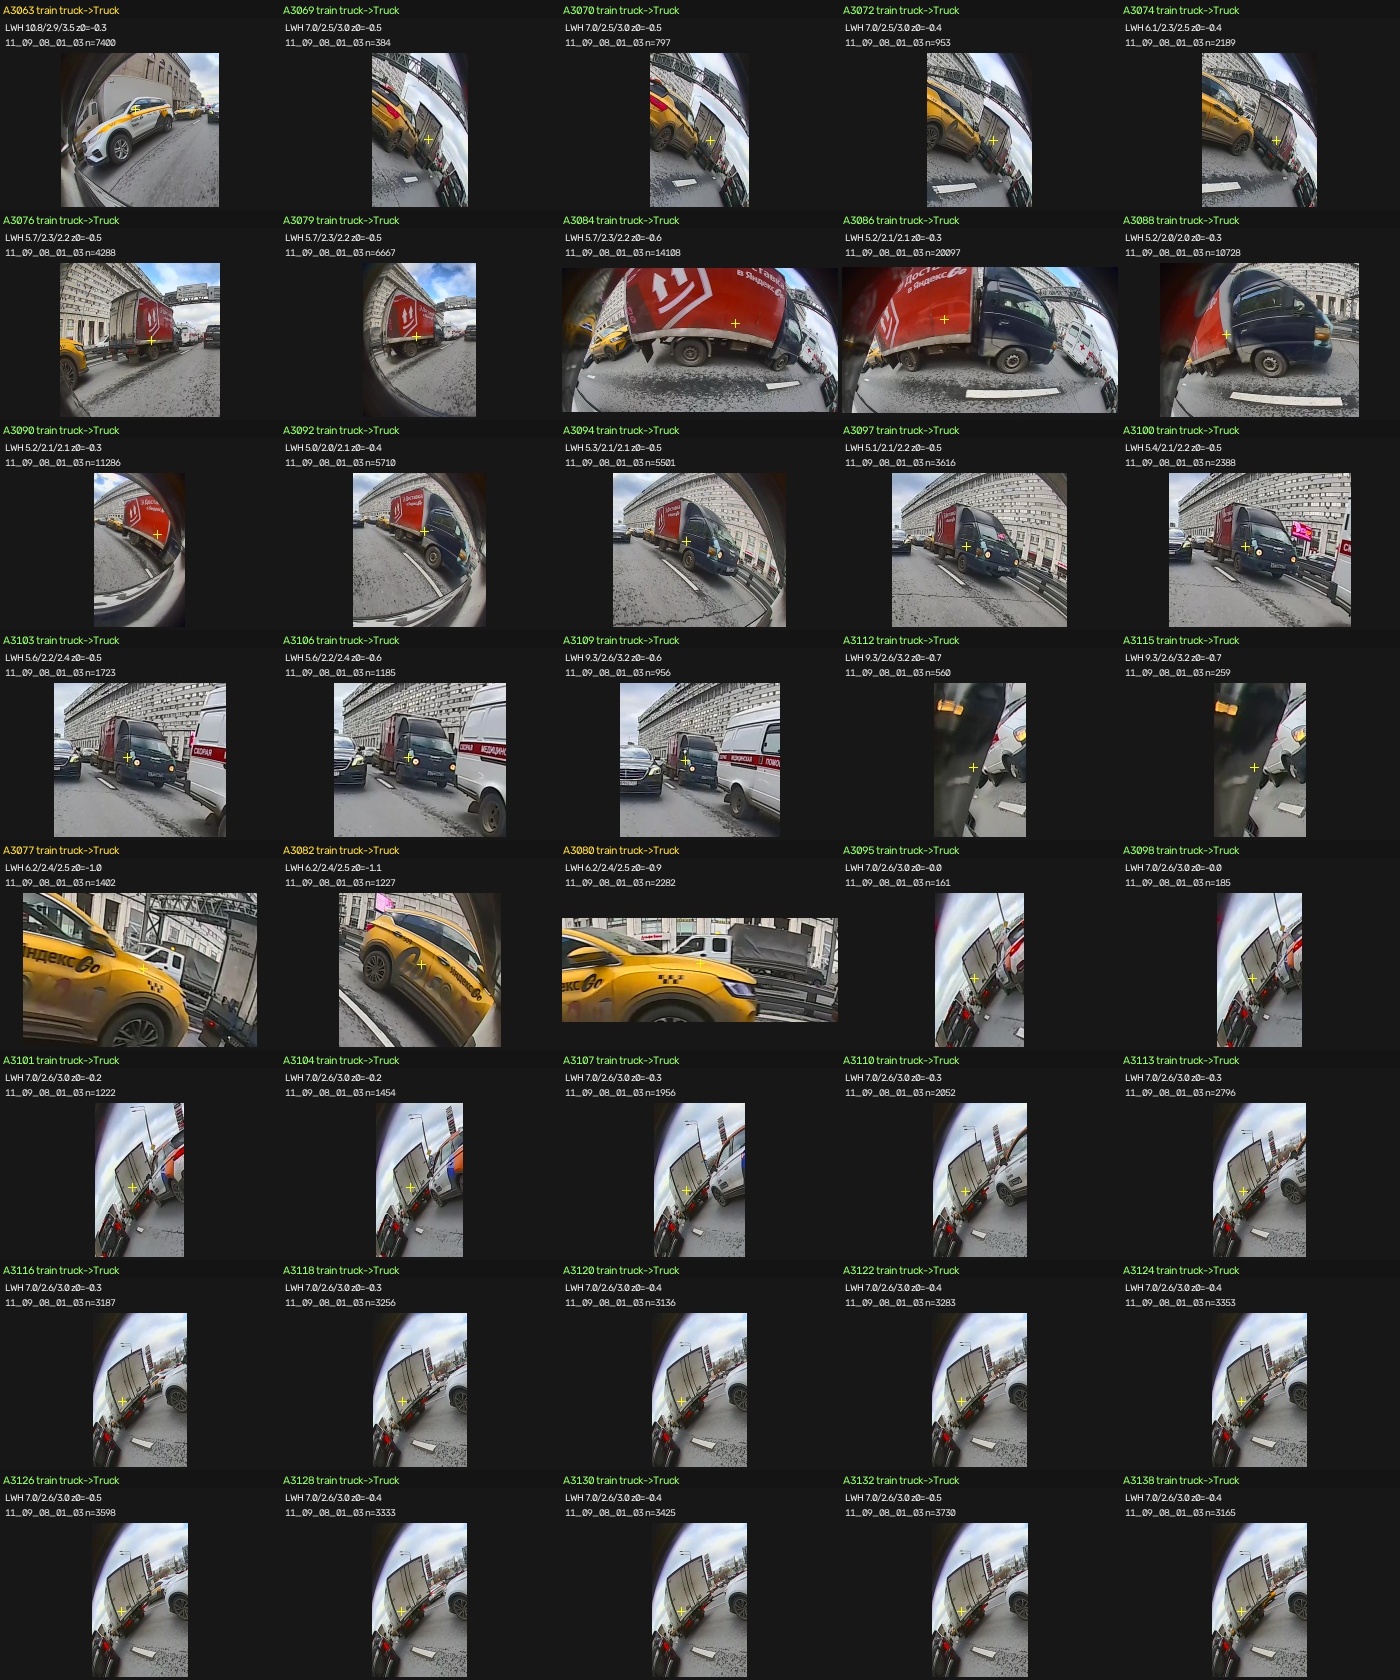 A3063 train truck->Truck
LWH 10.8/2.9/3.5 z0=-0.3
11_09_08_01_03 n=7400
A3069 train truck->Truck
LWH 7.0/2.5/3.0 z0=-0.5
11_09_08_01_03 n=384
A3070 train truck->Truck
LWH 7.0/2.5/3.0 z0=-0.5
11_09_08_01_03 n=797
A3072 train truck->Truck
LWH 7.0/2.5/3.0 z0=-0.4
11_09_08_01_03 n=953
A3074 train truck->Truck
LWH 6.1/2.3/2.5 z0=-0.4
11_09_08_01_03 n=2189
A3076 train truck->Truck
LWH 5.7/2.3/2.2 z0=-0.5
11_09_08_01_03 n=4288
A3079 train truck->Truck
LWH 5.7/2.3/2.2 z0=-0.5
11_09_08_01_03 n=6667
A3084 train truck->Truck
LWH 5.7/2.3/2.2 z0=-0.6
11_09_08_01_03 n=14108
в Яндекс Go
A3086 train truck->Truck
LWH 5.2/2.1/2.1 z0=-0.3
11_09_08_01_03 n=20097
Доставка
в Яндекс Go
A3088 train truck->Truck
LWH 5.2/2.0/2.0 z0=-0.3
11_09_08_01_03 n=10728
A3090 train truck->Truck
LWH 5.2/2.1/2.1 z0=-0.3
11_09_08_01_03 n=11286
A3092 train truck->Truck
LWH 5.0/2.0/2.1 z0=-0.4
11_09_08_01_03 n=5710
A3094 train truck->Truck
LWH 5.3/2.1/2.1 z0=-0.5
11_09_08_01_03 n=5501
A3097 train truck->Truck
LWH 5.1/2.1/2.2 z0=-0.5
11_09_08_01_03 n=3616
A3100 train truck->Truck
LWH 5.4/2.1/2.2 z0=-0.5
11_09_08_01_03 n=2388
A3103 train truck->Truck
LWH 5.6/2.2/2.4 z0=-0.5
11_09_08_01_03 n=1723
СКОРАЯ
A3106 train truck->Truck
LWH 5.6/2.2/2.4 z0=-0.6
11_09_08_01_03 n=1185
СКОРАЯ МЕДИЦИНС
A3109 train truck->Truck
LWH 9.3/2.6/3.2 z0=-0.6
11_09_08_01_03 n=956
СКОРАЯ МЕДИЦИНСКАЯ ПОМОЩЬ
A3112 train truck->Truck
LWH 9.3/2.6/3.2 z0=-0.7
11_09_08_01_03 n=560
A3115 train truck->Truck
LWH 9.3/2.6/3.2 z0=-0.7
11_09_08_01_03 n=259
A3077 train truck->Truck
LWH 6.2/2.4/2.5 z0=-1.0
11_09_08_01_03 n=1402
ндекс Go
Яндекс
Доставка
A3082 train truck->Truck
LWH 6.2/2.4/2.5 z0=-1.1
11_09_08_01_03 n=1227
A3080 train truck->Truck
LWH 6.2/2.4/2.5 z0=-0.9
11_09_08_01_03 n=2282
екс Go
A3095 train truck->Truck
LWH 7.0/2.6/3.0 z0=-0.0
11_09_08_01_03 n=161
A3098 train truck->Truck
LWH 7.0/2.6/3.0 z0=-0.0
11_09_08_01_03 n=185
A3101 train truck->Truck
LWH 7.0/2.6/3.0 z0=-0.2
11_09_08_01_03 n=1222
A3104 train truck->Truck
LWH 7.0/2.6/3.0 z0=-0.2
11_09_08_01_03 n=1454
A3107 train truck->Truck
LWH 7.0/2.6/3.0 z0=-0.3
11_09_08_01_03 n=1956
A3110 train truck->Truck
LWH 7.0/2.6/3.0 z0=-0.3
11_09_08_01_03 n=2052
A3113 train truck->Truck
LWH 7.0/2.6/3.0 z0=-0.3
11_09_08_01_03 n=2796
A3116 train truck->Truck
LWH 7.0/2.6/3.0 z0=-0.3
11_09_08_01_03 n=3187
A3118 train truck->Truck
LWH 7.0/2.6/3.0 z0=-0.3
11_09_08_01_03 n=3256
A3120 train truck->Truck
LWH 7.0/2.6/3.0 z0=-0.4
11_09_08_01_03 n=3136
A3122 train truck->Truck
LWH 7.0/2.6/3.0 z0=-0.4
11_09_08_01_03 n=3283
A3124 train truck->Truck
LWH 7.0/2.6/3.0 z0=-0.4
11_09_08_01_03 n=3353
A3126 train truck->Truck
LWH 7.0/2.6/3.0 z0=-0.5
11_09_08_01_03 n=3598
A3128 train truck->Truck
LWH 7.0/2.6/3.0 z0=-0.4
11_09_08_01_03 n=3333
A3130 train truck->Truck
LWH 7.0/2.6/3.0 z0=-0.4
11_09_08_01_03 n=3425
A3132 train truck->Truck
LWH 7.0/2.6/3.0 z0=-0.5
11_09_08_01_03 n=3730
A3138 train truck->Truck
LWH 7.0/2.6/3.0 z0=-0.4
11_09_08_01_03 n=3165